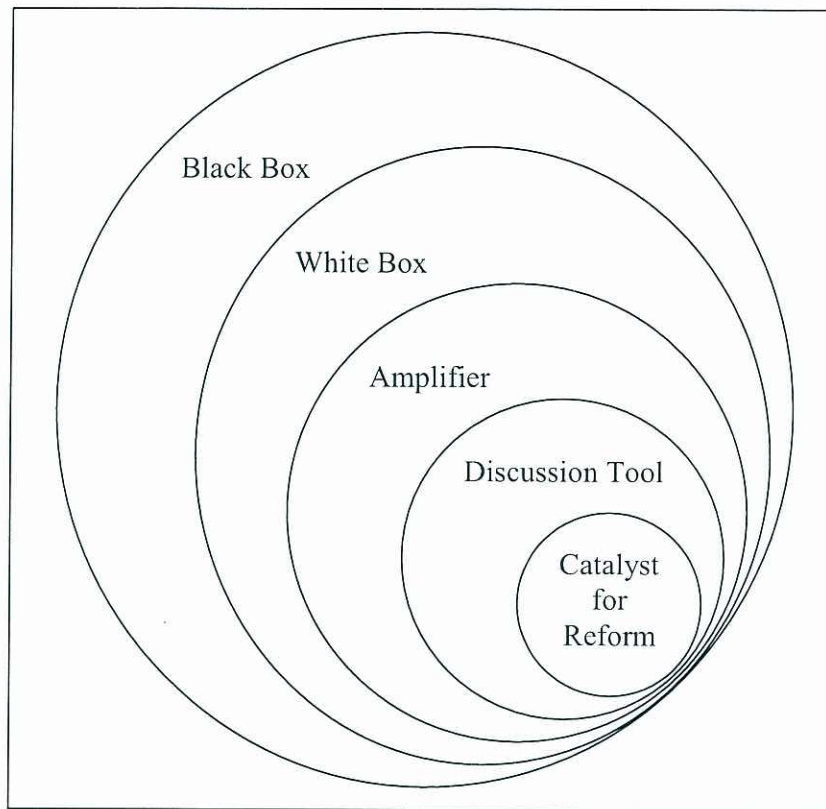 Black Box
White Box
Amplifier
Discussion Tool
Catalyst
for
Reform